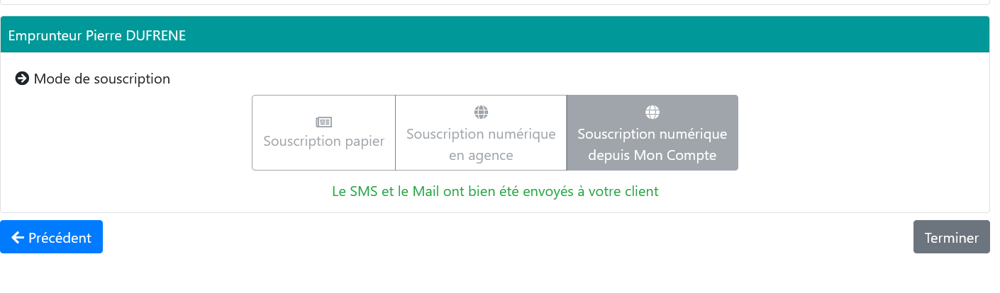 Emprunteur Pierre DUFRENE
Mode de souscription
Souscription papier
Souscription numérique
en agence
Souscription numérique
depuis Mon Compte
Le SMS et le Mail ont bien été envoyés à votre client
Précédent
Terminer